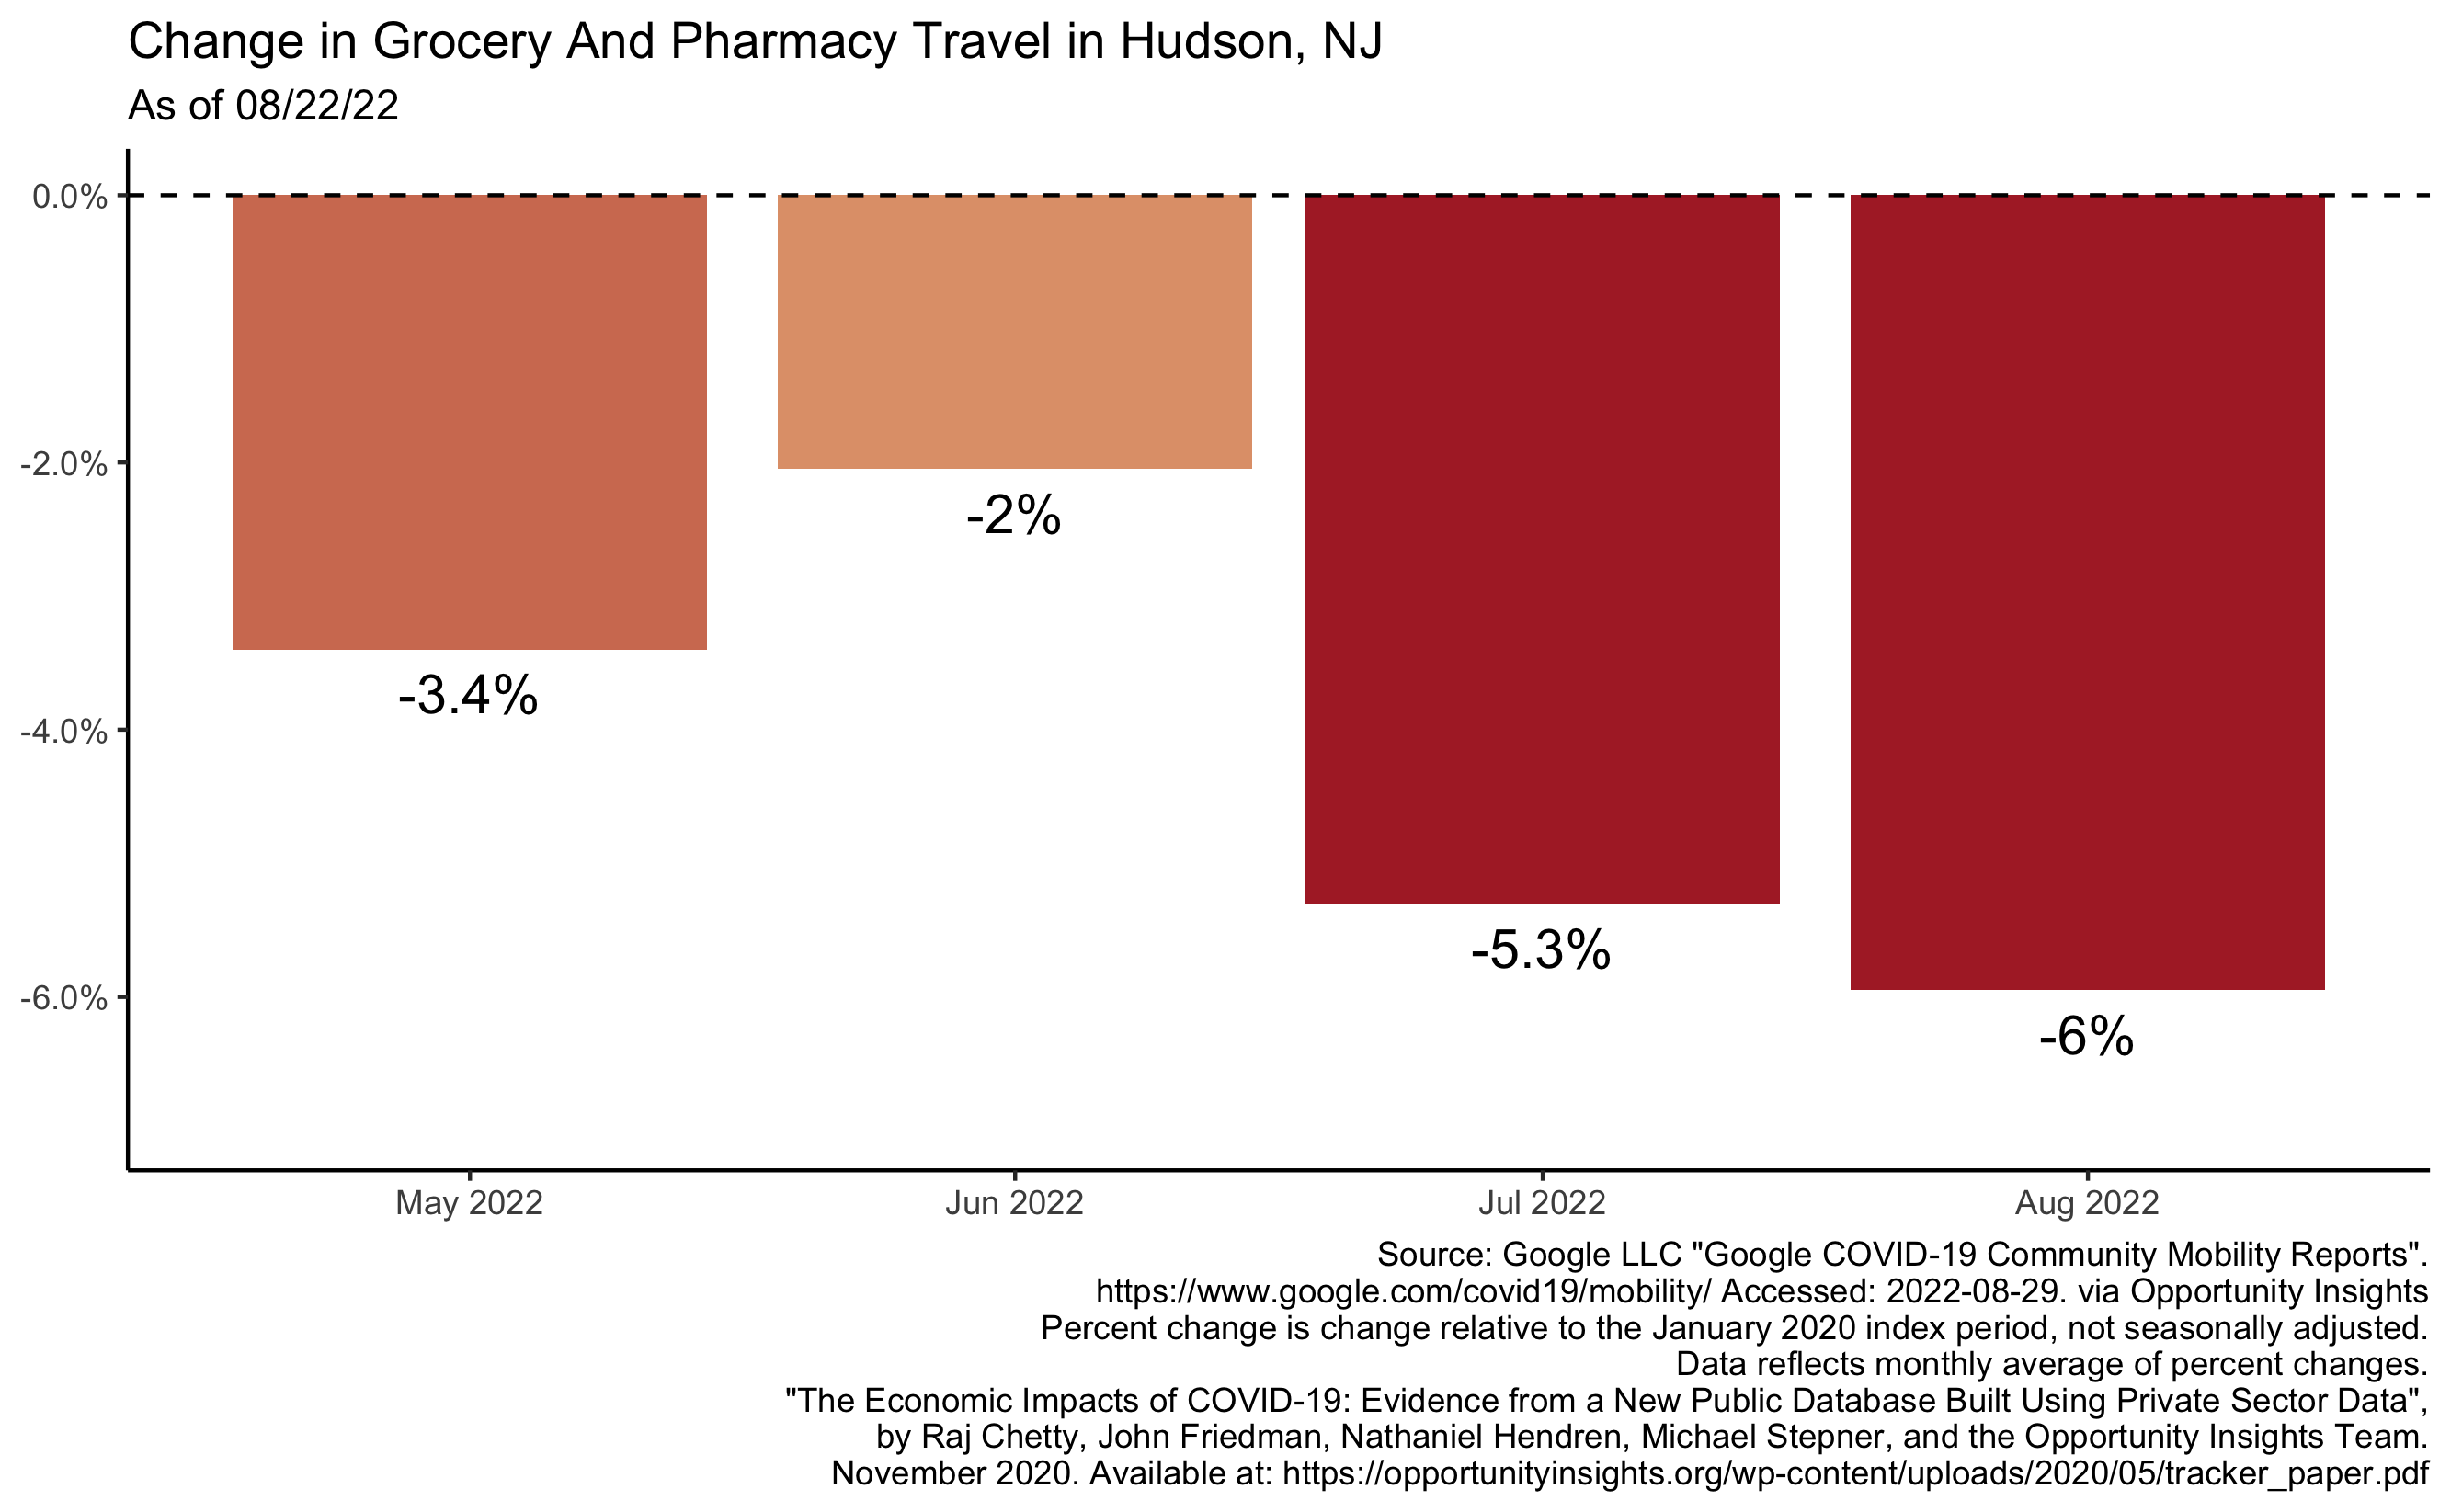 Change in Grocery And Pharmacy Travel in Hudson, NJ
As of 08/22/22
0.0%
-2.0%
-4.0%
-6.0%
-3.4%
-2%
-5.3%
-6%
May 2022
Jun 2022
Jul 2022
Aug 2022
Source: Google LLC "Google COVID-19 Community Mobility Reports".
https://www.google.com/covid19/mobility/ Accessed: 2022-08-29. via Opportunity Insights
Percent change is change relative to the January 2020 index period, not seasonally adjusted.
Data reflects monthly average of percent changes.
"The Economic Impacts of COVID-19: Evidence from a New Public Database Built Using Private Sector Data",
by Raj Chetty, John Friedman, Nathaniel Hendren, Michael Stepner, and the Opportunity Insights Team.
November 2020. Available at: https://opportunityinsights.org/wp-content/uploads/2020/05/tracker_paper.pdf